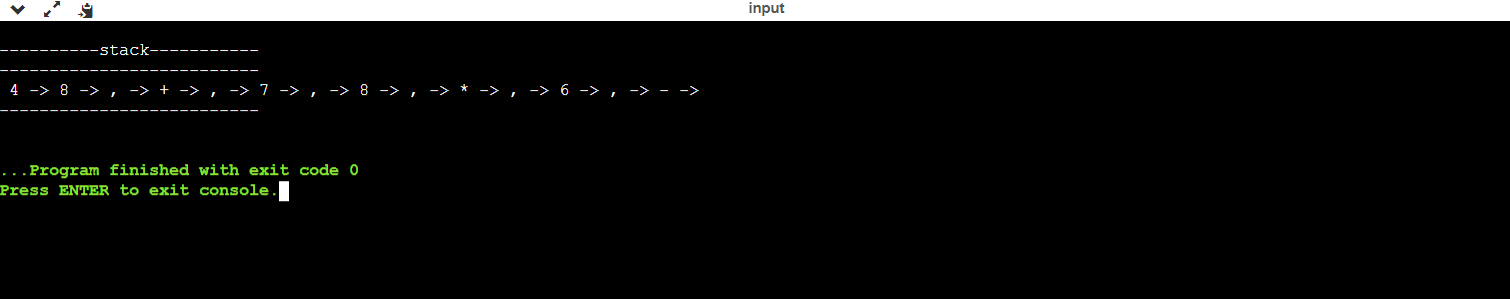 input
----------stack-----------
--------------------------
4 -> 8 -> , -> + -> , -> 7 -> , -> 8 -> , -> * -> , -> 6 -> , -> - ->
--------------------------
...Program finished with exit code 0
Press ENTER to exit console.